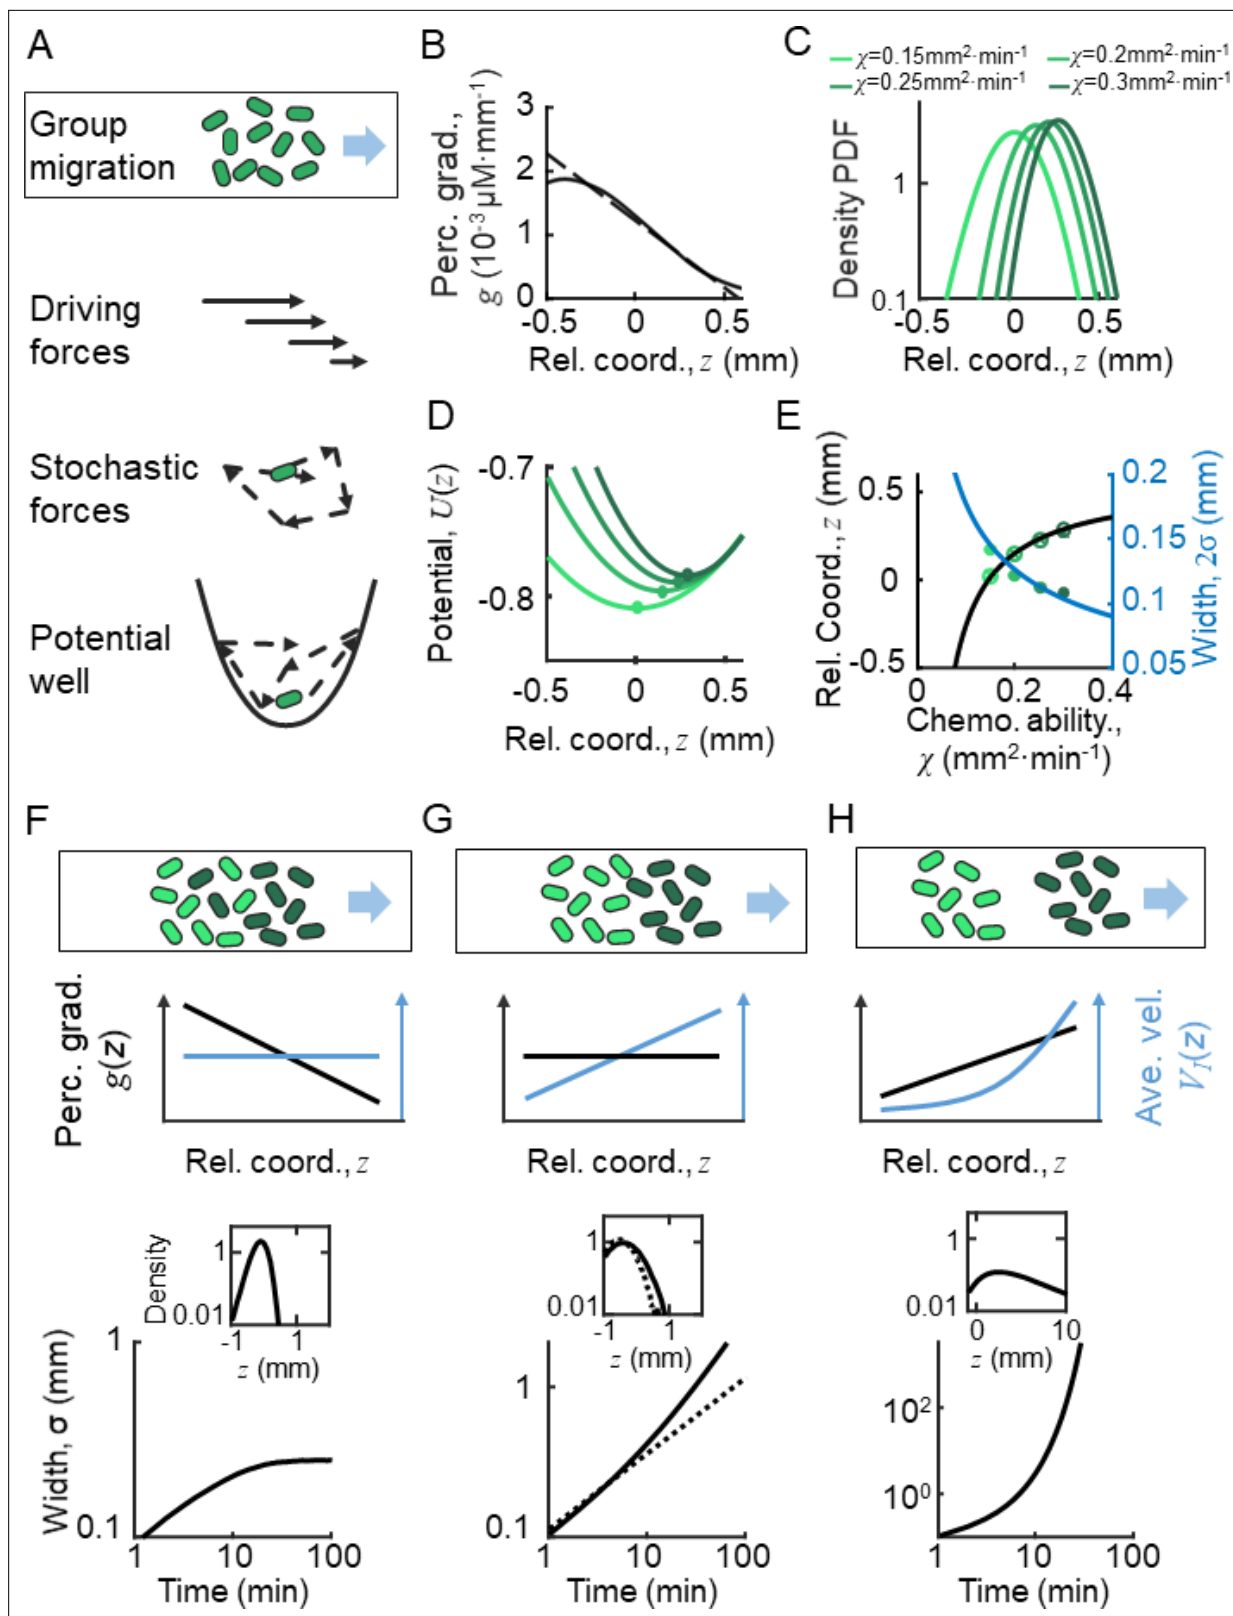 A
Group
migration
Driving
forces
Stochastic
forces
Potential
well
B
Perc. grad.,
g (10⁻³ μM·mm⁻¹)
3
2
1
0
-0.5
0
0.5
Rel. coord., z (mm)
C
χ=0.15mm²·min⁻¹
χ=0.2mm²·min⁻¹
χ=0.25mm²·min⁻¹
χ=0.3mm²·min⁻¹
Density PDF
1
0.1
-0.5
0
0.5
Rel. coord., z (mm)
D
Potential, U(z)
-0.7
-0.8
-0.5
0
0.5
Rel. coord., z (mm)
E
Rel. Coord., z (mm)
0.5
0
-0.5
0
0.2
0.4
Chemo. ability.,
χ (mm²·min⁻¹)
0.2
0.15
0.1
0.05
Width, 2σ (mm)
F
Perc. grad.
g(z)
Rel. coord., z
Density
1
0.01
-1
1
z (mm)
Width, σ (mm)
1
0.1
1
10
100
Time (min)
G
Rel. coord., z
1
0.01
-1
1
z (mm)
1
0.1
1
10
100
Time (min)
H
Ave. vel.
V_I(z)
Rel. coord., z
1
0.01
0
10
z (mm)
10²
10⁰
1
10
100
Time (min)